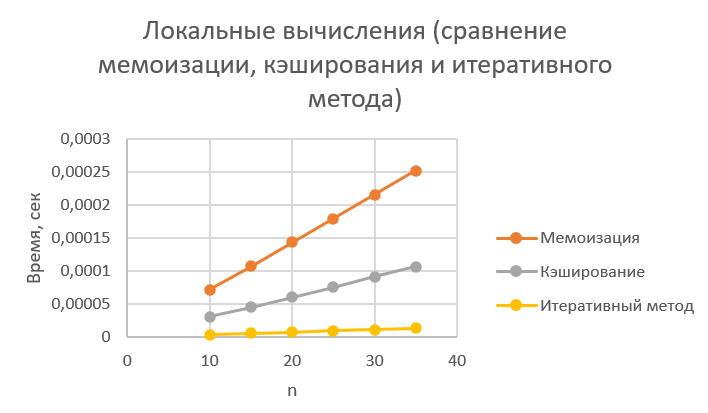 Локальные вычисления (сравнение
мемоизации, кэширования и итеративного
метода)
0,0003
0,00025
0,0002
0,00015
0,0001
0,00005
0
Время, сек
0 10 20 30 40
n
Мемоизация
Кэширование
Итеративный метод